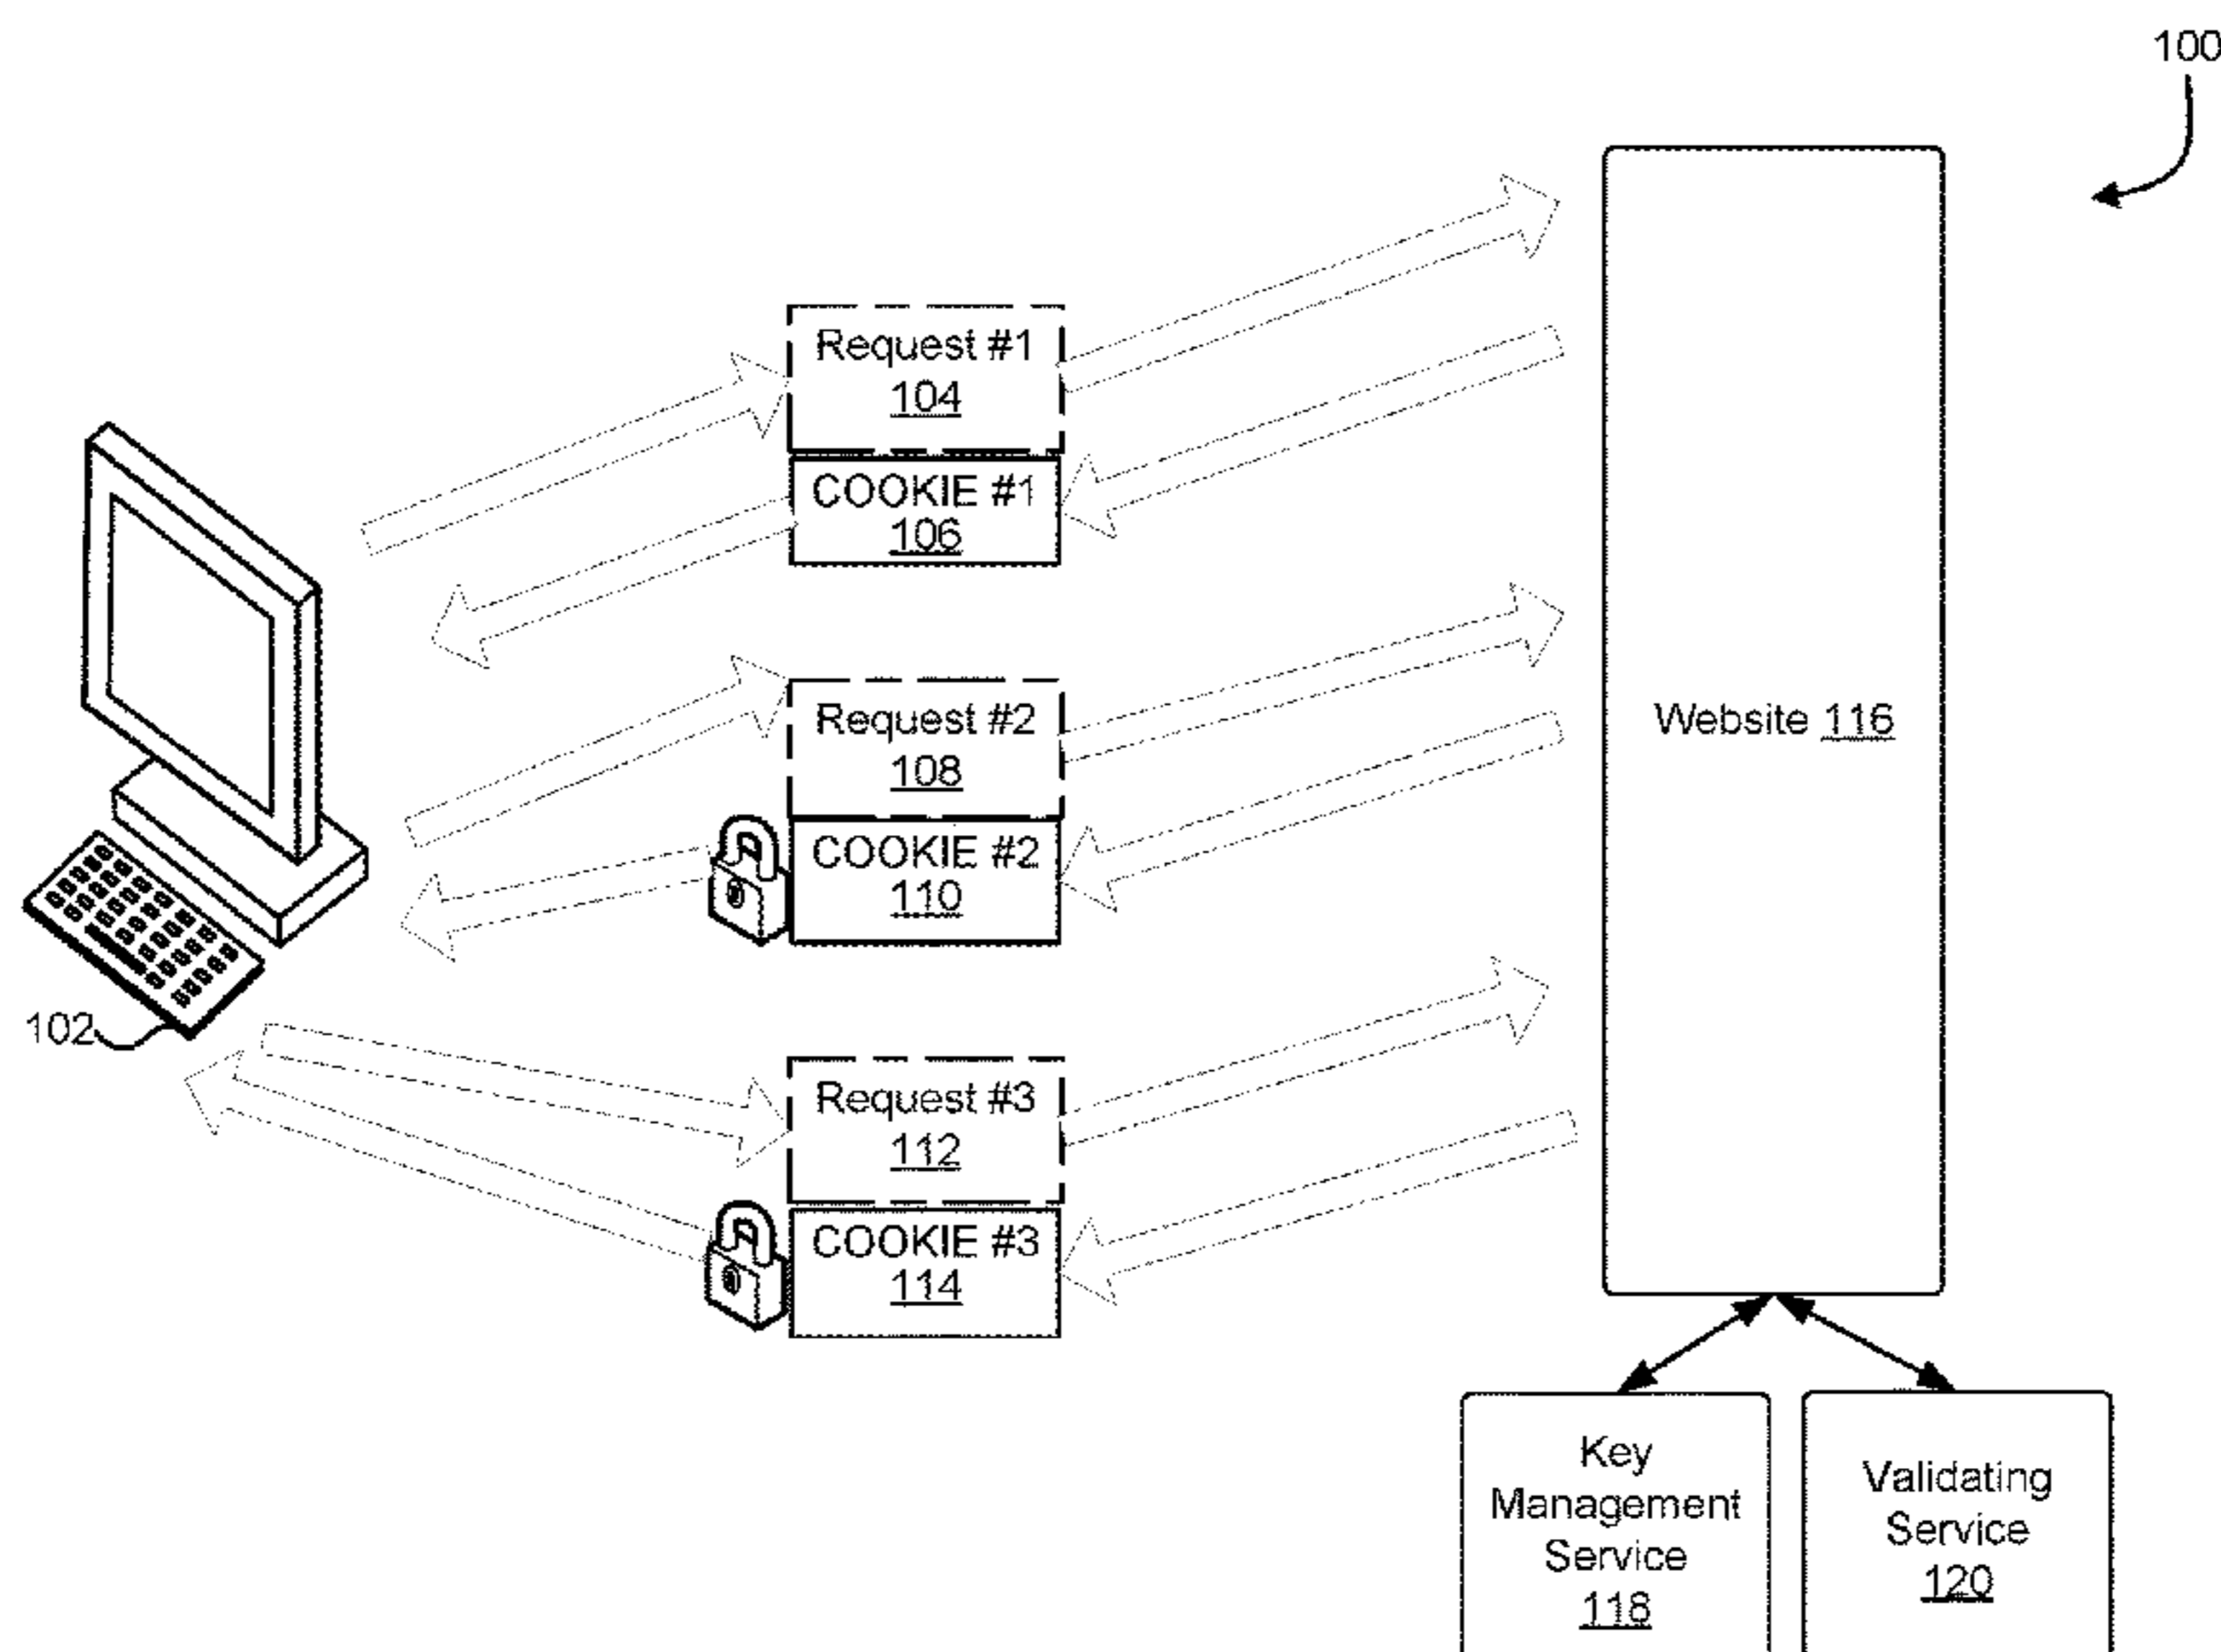 100
Request #1
104
COOKIE #1
106
Request #2
108
COOKIE #2
110
Website 116
102
Request #3
112
COOKIE #3
114
Key
Management
Service
118
Validating
Service
120